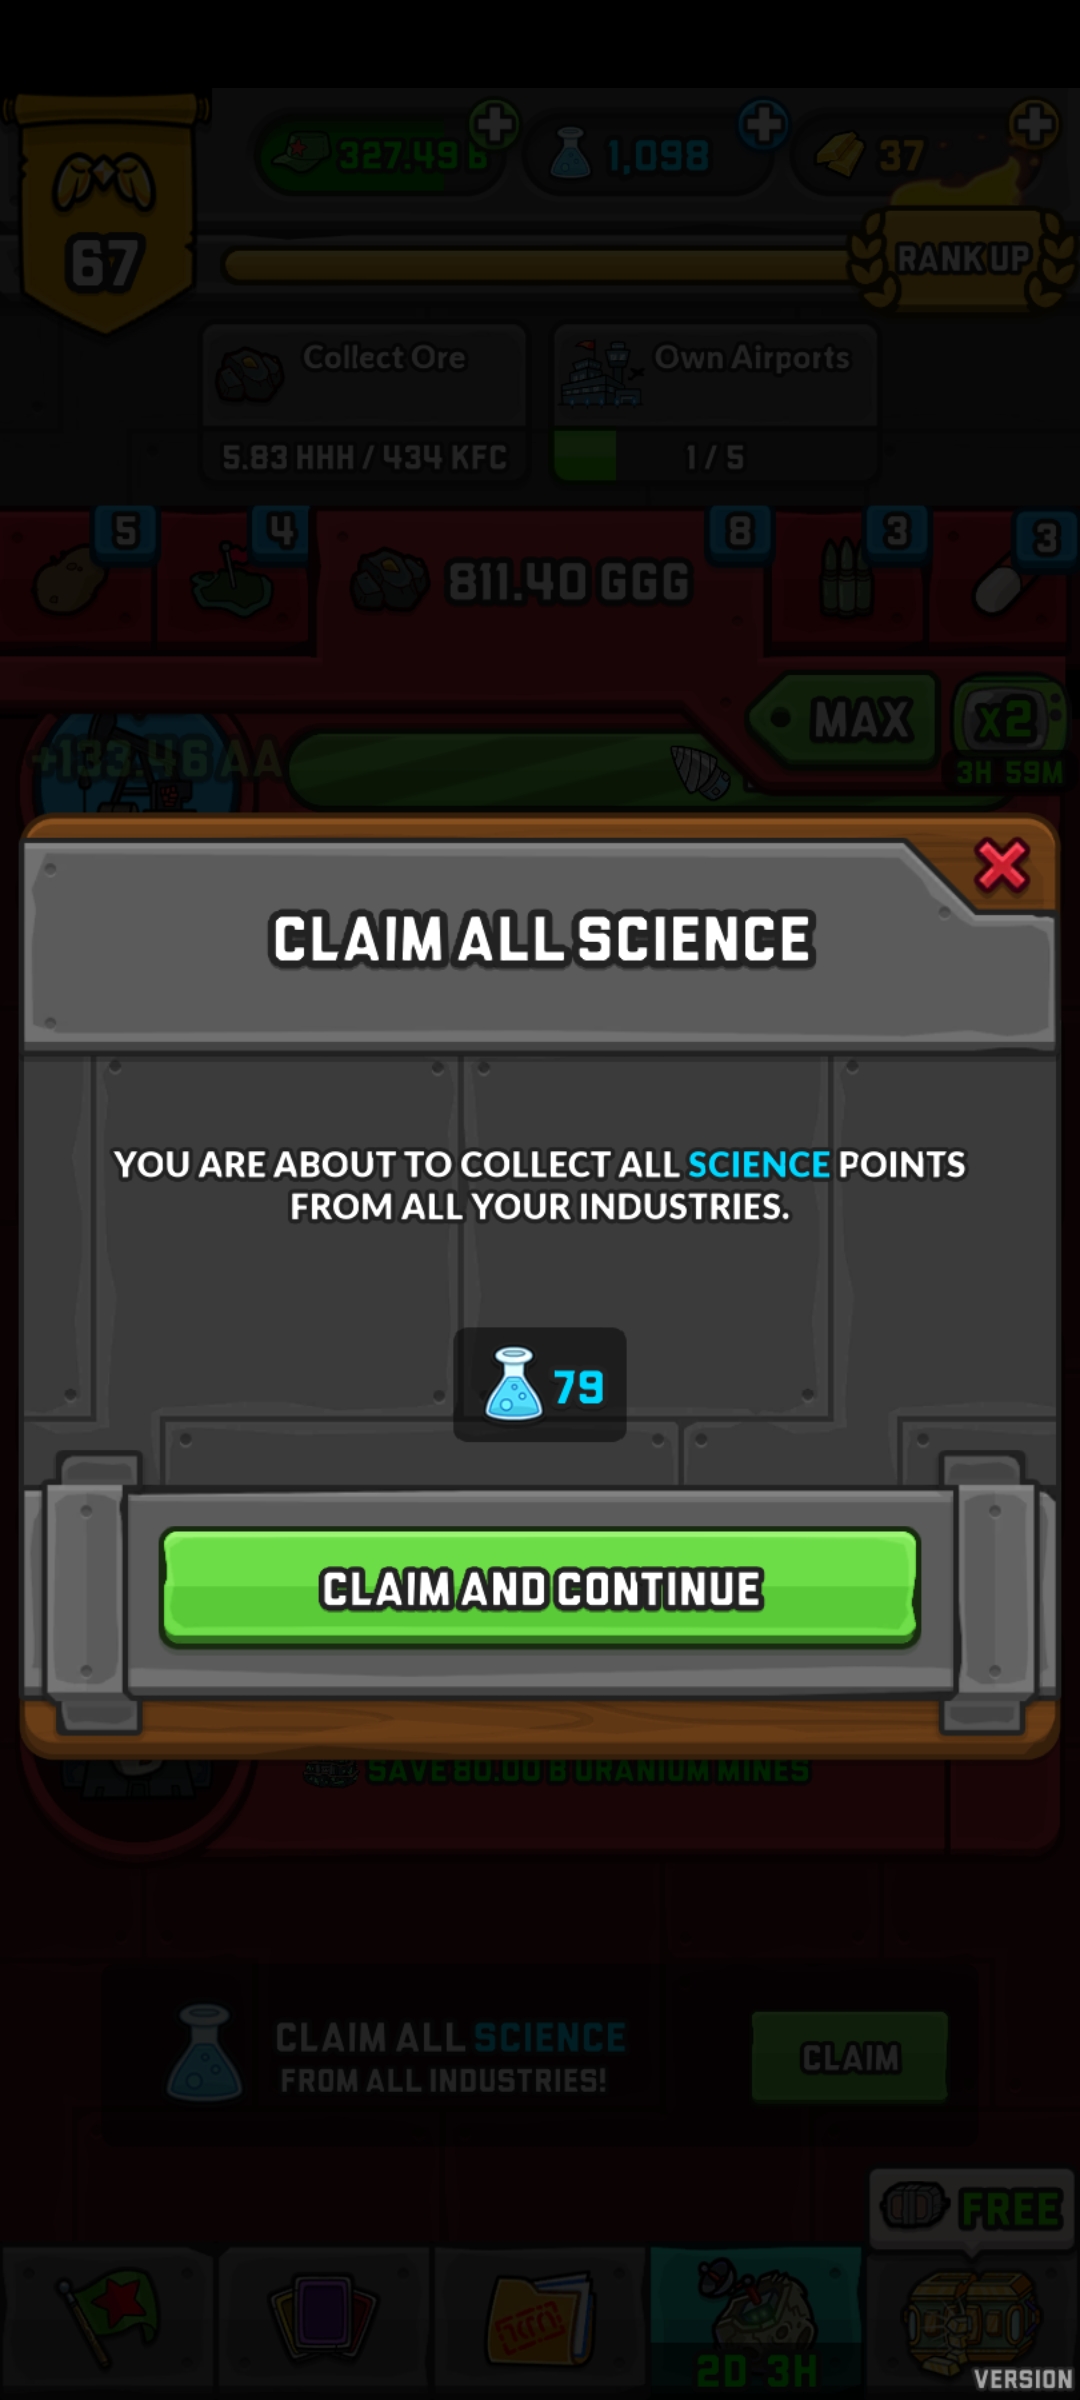 327.49 B
1,098
37
67
RANK UP
Collect Ore
Own Airports
5.83 HHH / 434 KFC
1 / 5
5
4
8
3
3
811.40 GGG
MAX
x2
3H 59M
+133.46 AA
CLAIM ALL SCIENCE
YOU ARE ABOUT TO COLLECT ALL SCIENCE POINTS
FROM ALL YOUR INDUSTRIES.
79
CLAIM AND CONTINUE
SAVE 80.00 B URANIUM MINES
CLAIM ALL SCIENCE
FROM ALL INDUSTRIES!
CLAIM
FREE
2D 3H
VERSION